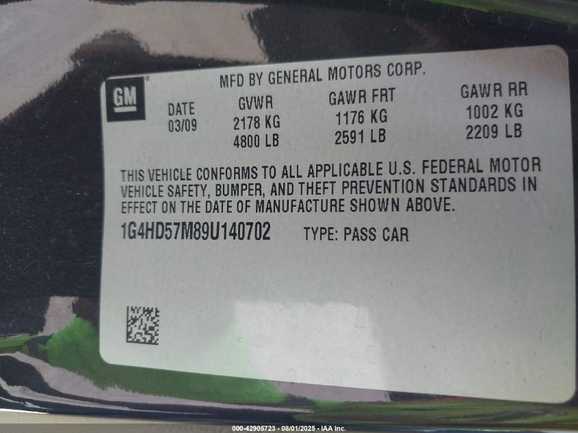 MFD BY GENERAL MOTORS CORP.
GM
DATE GVWR GAWR FRT GAWR RR
03/09 2178 KG 1176 KG 1002 KG
4800 LB 2591 LB 2209 LB
THIS VEHICLE CONFORMS TO ALL APPLICABLE U.S. FEDERAL MOTOR
VEHICLE SAFETY, BUMPER, AND THEFT PREVENTION STANDARDS IN
EFFECT ON THE DATE OF MANUFACTURE SHOWN ABOVE.
1G4HD57M89U140702 TYPE: PASS CAR
000-42905723 - 08/01/2025 - IAA Inc.